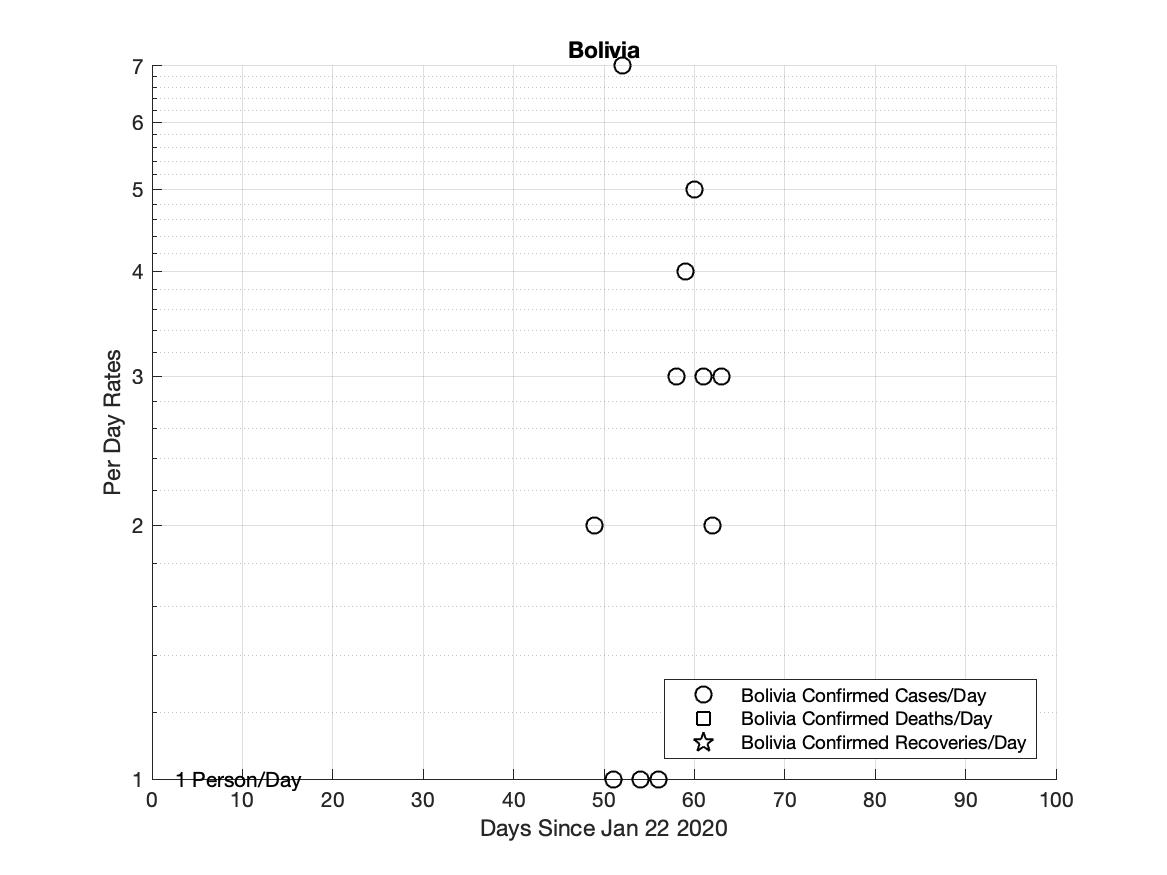 Bolivia
7
6
5
4
3
2
1
Per Day Rates
1 Person/Day
Bolivia Confirmed Cases/Day
Bolivia Confirmed Deaths/Day
Bolivia Confirmed Recoveries/Day
0 10 20 30 40 50 60 70 80 90 100
Days Since Jan 22 2020